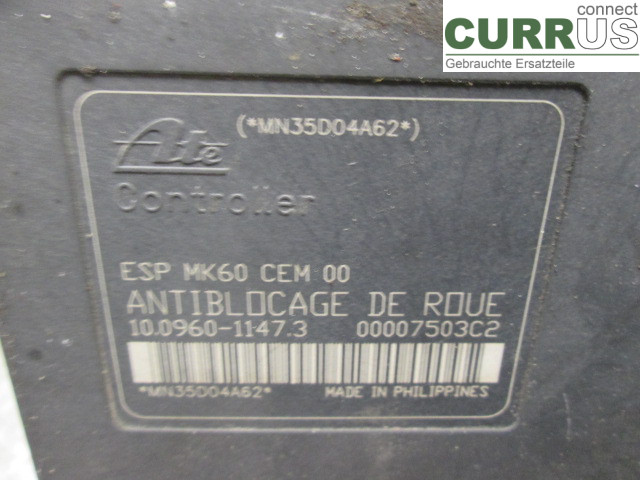 connect
CURRUS
Gebrauchte Ersatzteile
(*MN35D04A62*)
Ate
Controller
ESP MK60 CEM 00
ANTIBLOCAGE DE ROUE
10.0960-1147.3 00007503C2
*MN35D04A62* MADE IN PHILIPPINES